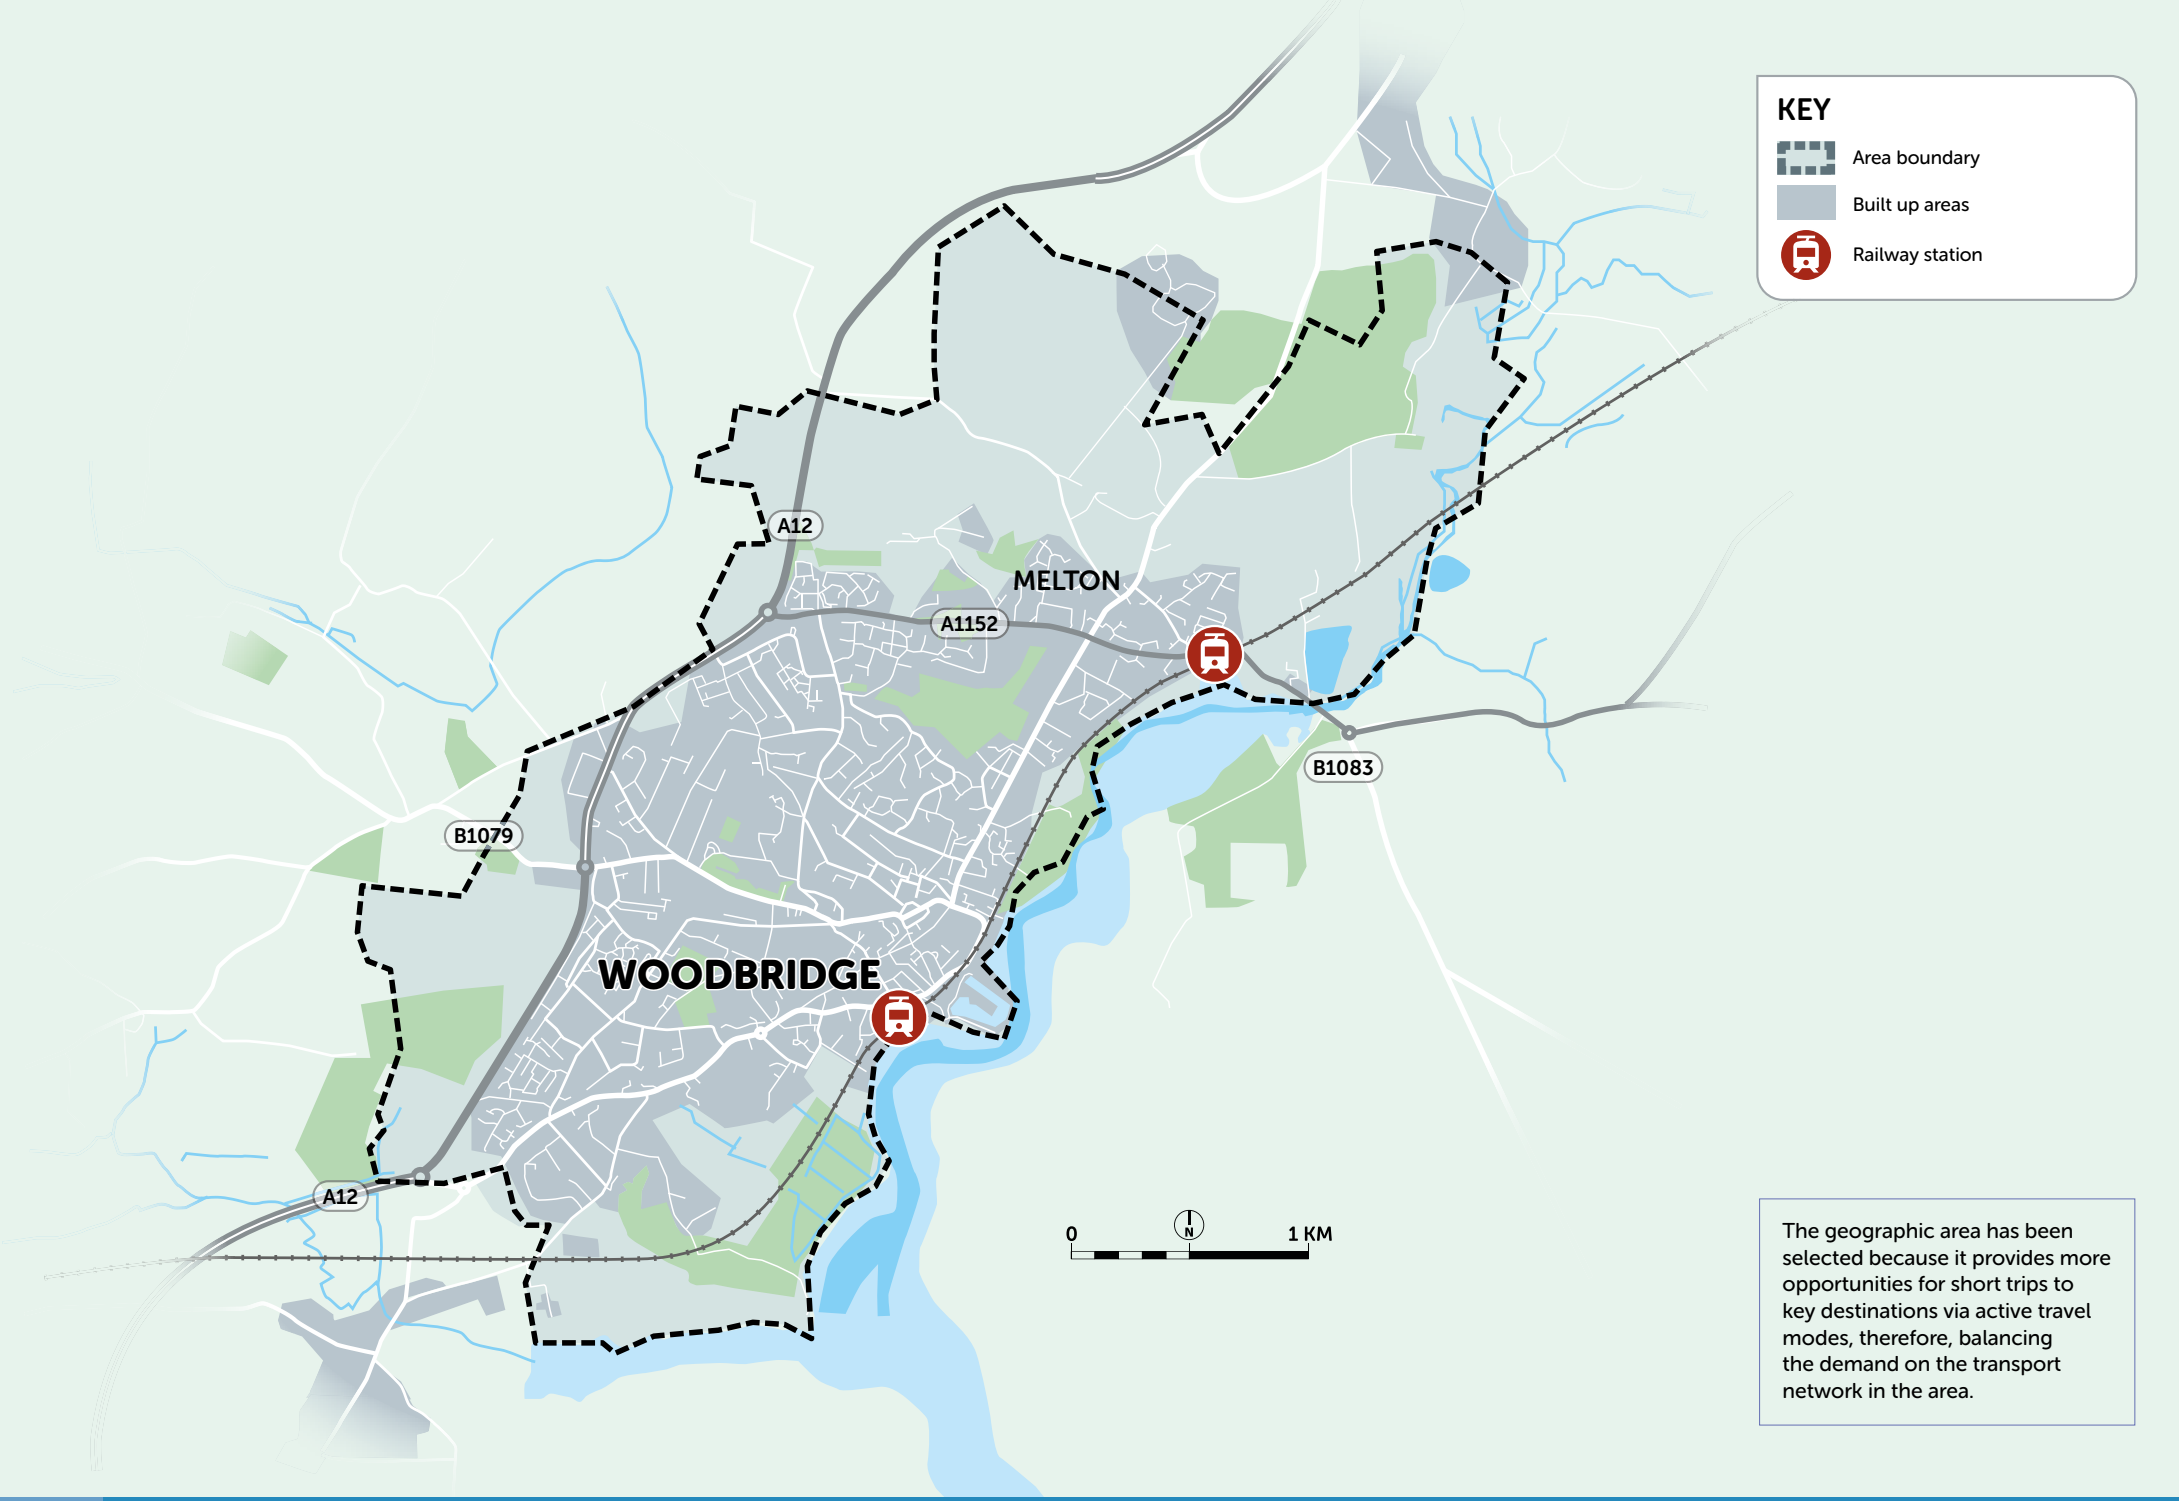 KEY
Area boundary
Built up areas
Railway station
A12
MELTON
A1152
B1083
B1079
WOODBRIDGE
A12
0
N
1 KM
The geographic area has been
selected because it provides more
opportunities for short trips to
key destinations via active travel
modes, therefore, balancing
the demand on the transport
network in the area.